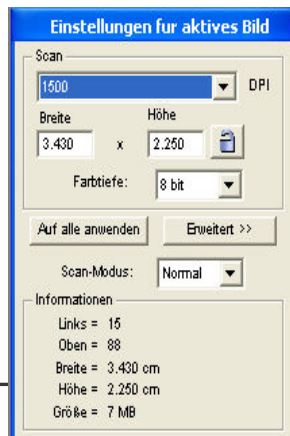 Einstellungen fur aktives Bild
Scan
1500 DPI
Breite Höhe
3.430 x 2.250
Farbtiefe: 8 bit
Auf alle anwenden Erweitert >>
Scan-Modus: Normal
Informationen
Links = 15
Oben = 88
Breite = 3.430 cm
Höhe = 2.250 cm
Größe = 7 MB